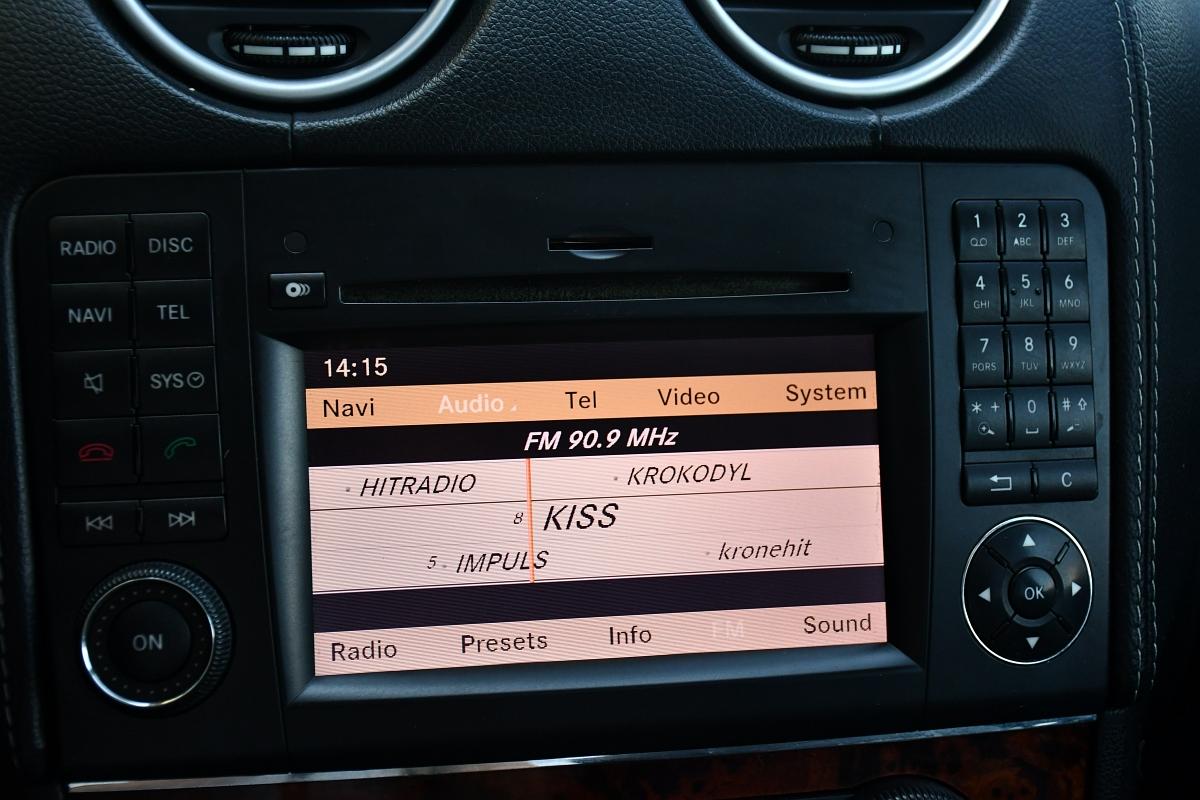 RADIO DISC
NAVI TEL
SYS
ON
14:15
Navi Audio Tel Video System
FM 90.9 MHz
HITRADIO KROKODYL
8 KISS
5 IMPULS kronehit
Radio Presets Info FM Sound
1 2 3
ABC DEF
4 5 6
GHI JKL MNO
7 8 9
PORS TUV WXYZ
* + 0 #
C
OK